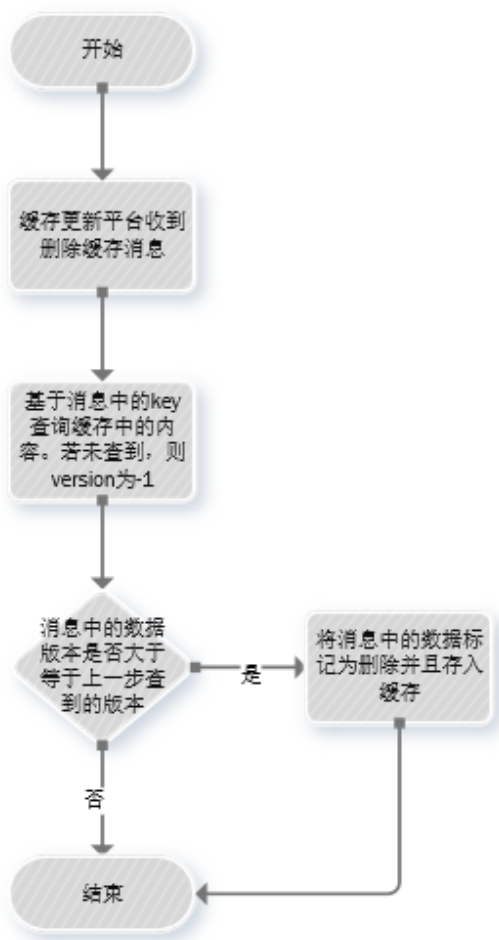 开始
缓存更新平台收到
删除缓存消息
基于消息中的key
查询缓存中的内
容。若未查到，则
version为-1
消息中的数据
版本是否大于
等于上一步查
到的版本
是
将消息中的数据标
记为删除并且存入
缓存
否
结束